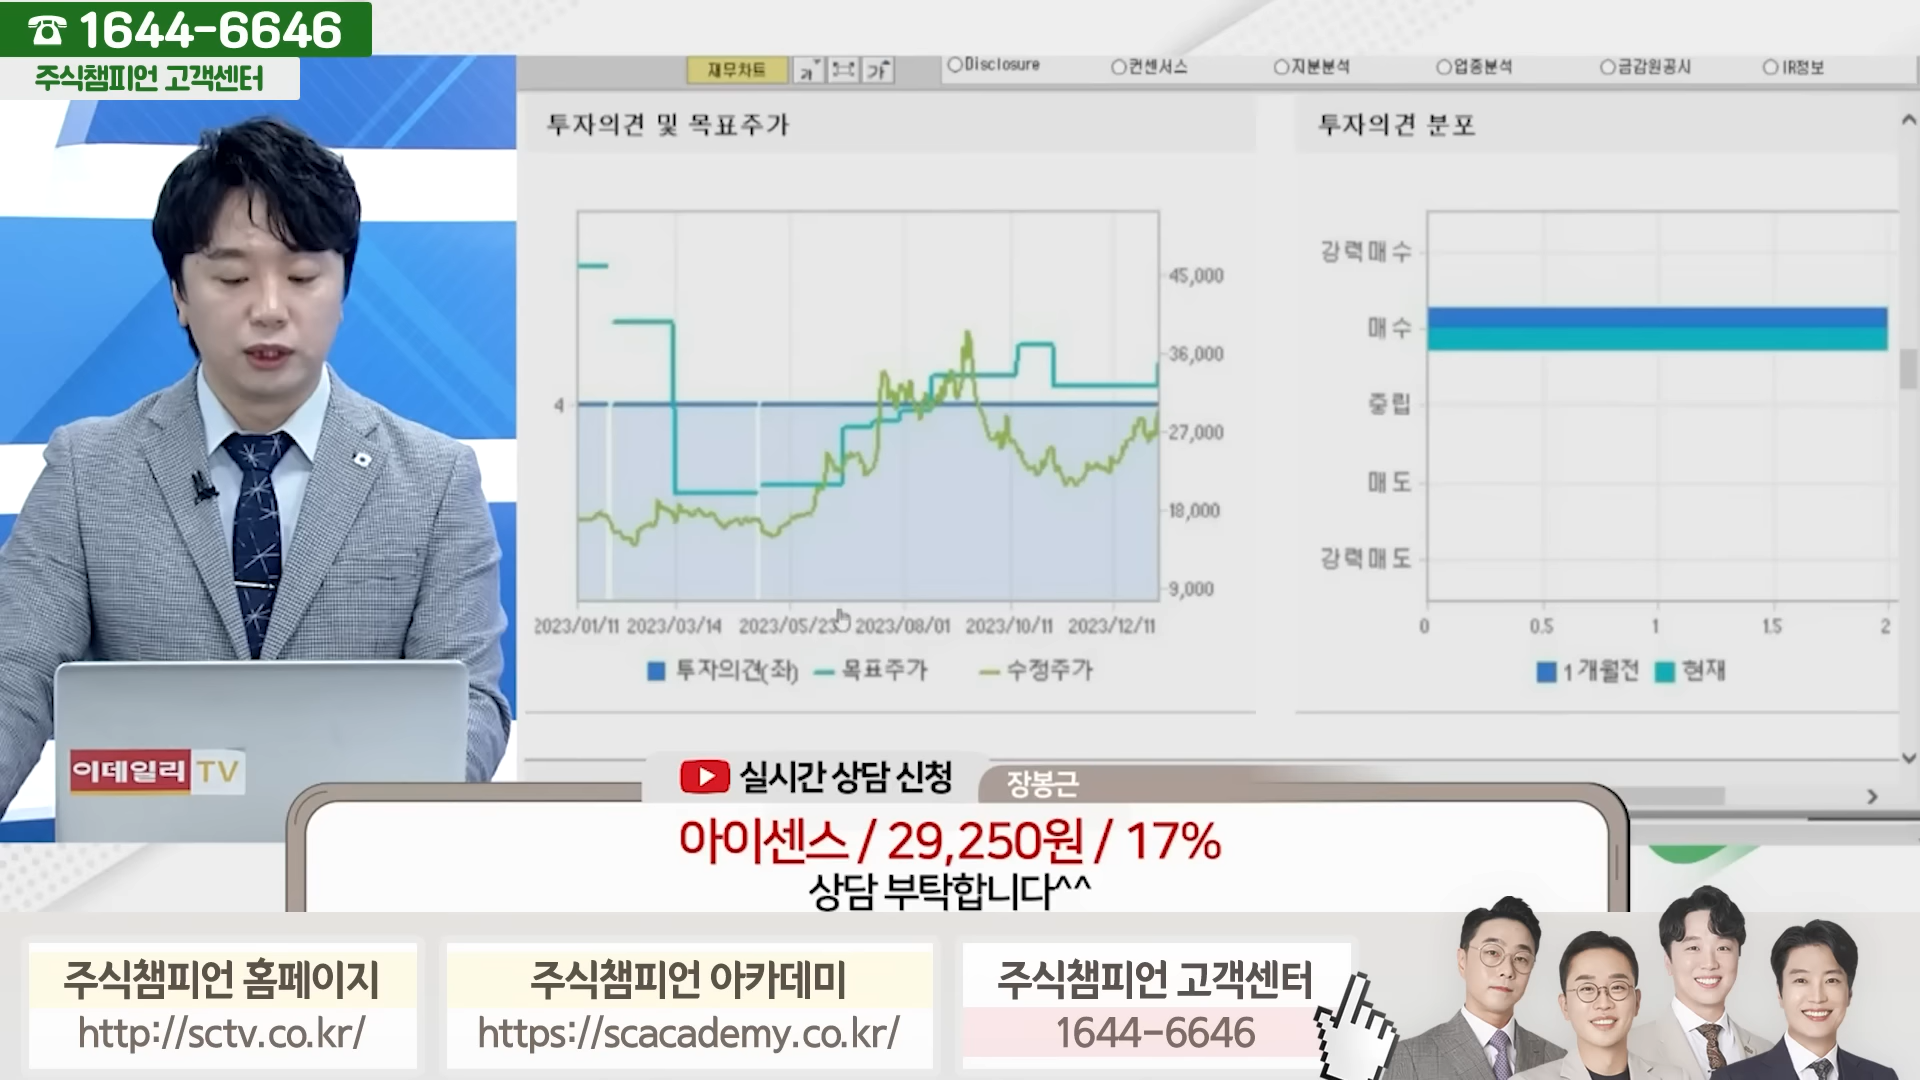 ☎ 1644-6646
주식챔피언 고객센터
재무차트 가 가 Disclosure 컨센서스 지분분석 업종분석 금감원공시 IR정보
투자의견 및 목표주가
45,000
36,000
4
27,000
18,000
9,000
2023/01/11 2023/03/14 2023/05/23 2023/08/01 2023/10/11 2023/12/11
투자의견(좌) 목표주가 수정주가
투자의견 분포
강력매수
매수
중립
매도
강력매도
0 0.5 1 1.5 2
1개월전 현재
이데일리 TV
실시간 상담 신청 장봉근
아이센스 / 29,250원 / 17%
상담 부탁합니다^^
주식챔피언 홈페이지
http://sctv.co.kr/
주식챔피언 아카데미
https://scacademy.co.kr/
주식챔피언 고객센터
1644-6646